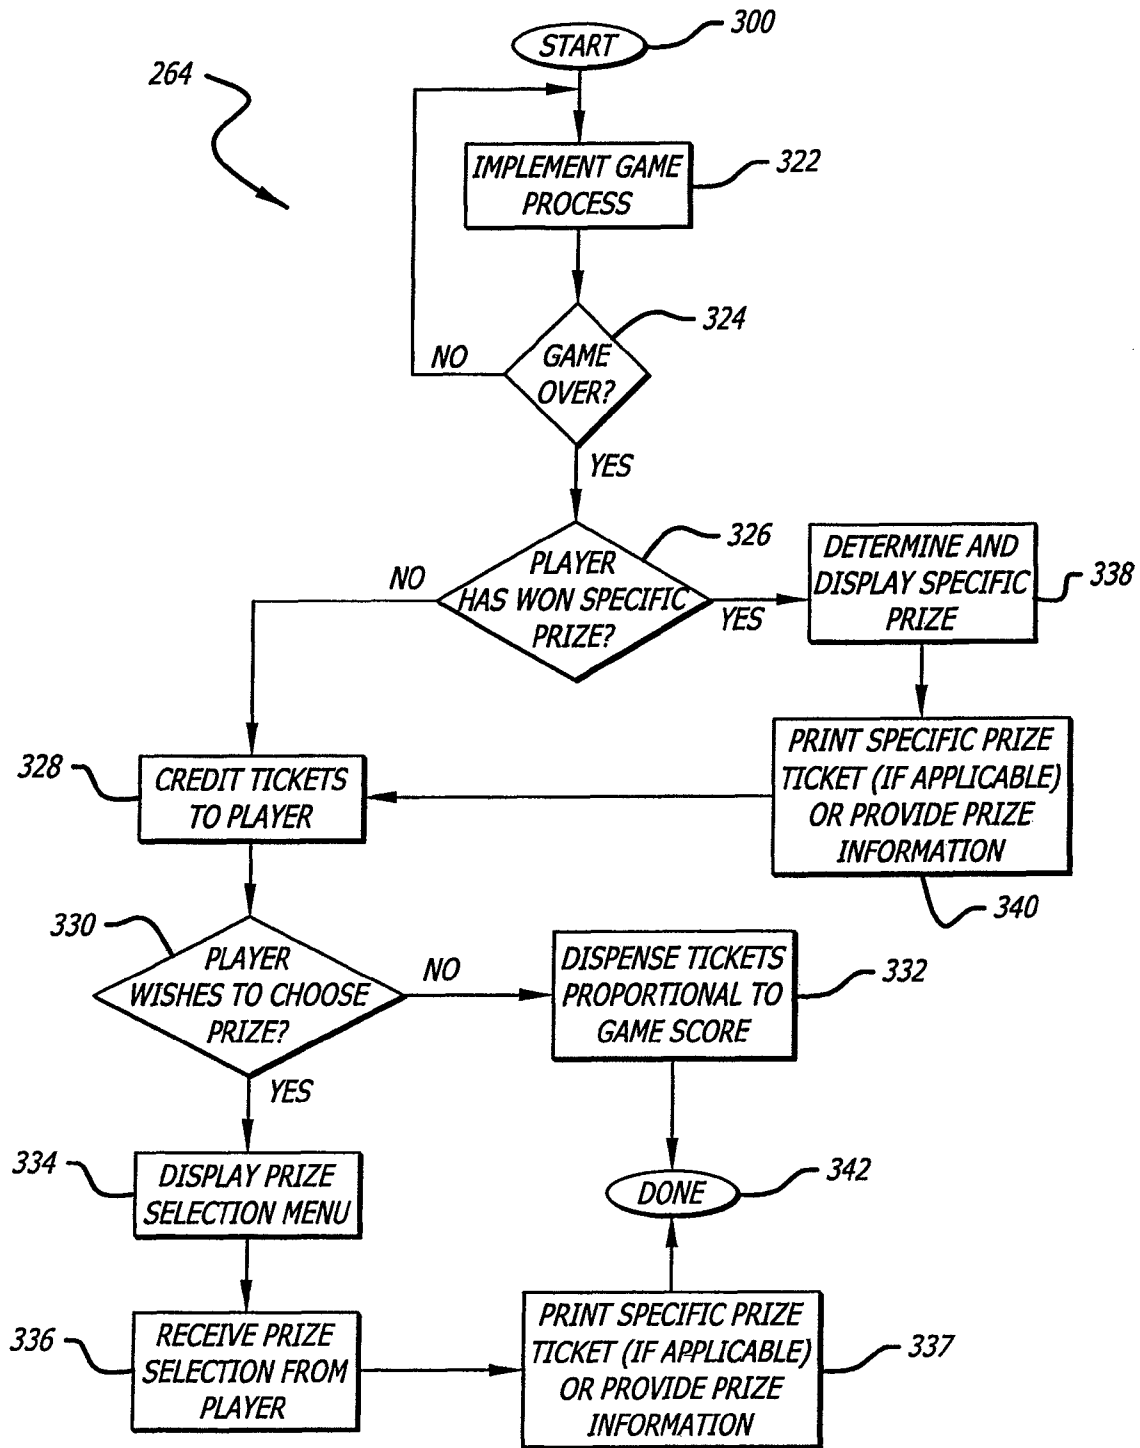 300
START
264
IMPLEMENT GAME
PROCESS
322
324
GAME
OVER?
NO
YES
326
PLAYER
HAS WON SPECIFIC
PRIZE?
NO
YES
DETERMINE AND
DISPLAY SPECIFIC
PRIZE
338
PRINT SPECIFIC PRIZE
TICKET (IF APPLICABLE)
OR PROVIDE PRIZE
INFORMATION
340
328
CREDIT TICKETS
TO PLAYER
330
PLAYER
WISHES TO CHOOSE
PRIZE?
NO
YES
DISPENSE TICKETS
PROPORTIONAL TO
GAME SCORE
332
334
DISPLAY PRIZE
SELECTION MENU
DONE
342
336
RECEIVE PRIZE
SELECTION FROM
PLAYER
PRINT SPECIFIC PRIZE
TICKET (IF APPLICABLE)
OR PROVIDE PRIZE
INFORMATION
337